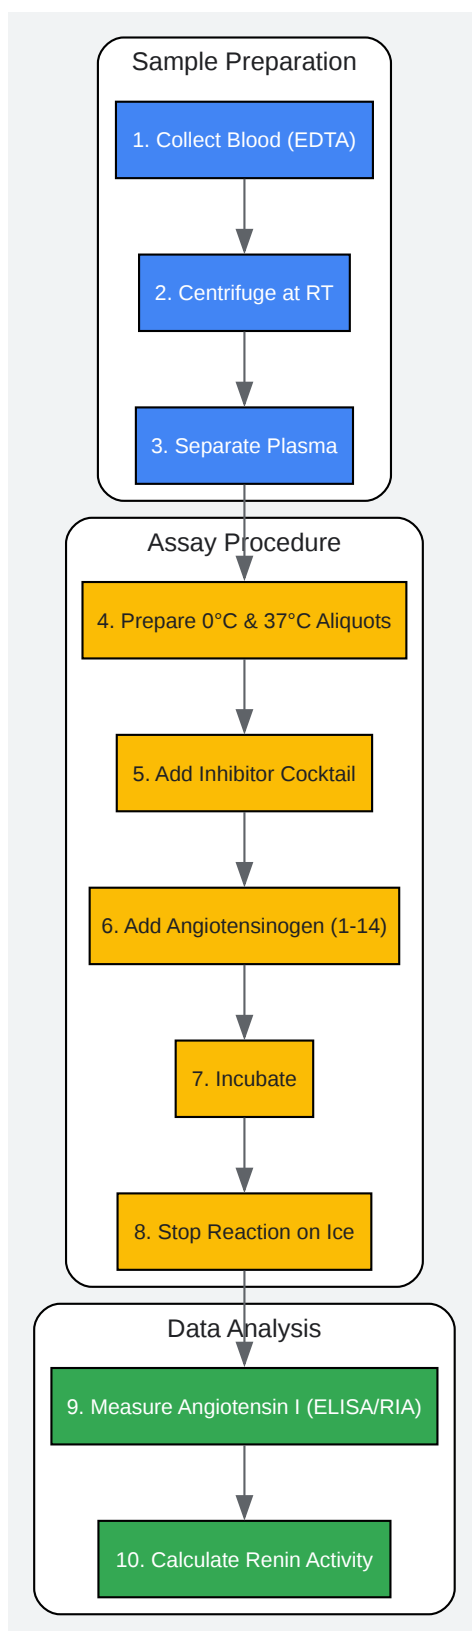 Sample Preparation
1. Collect Blood (EDTA)
2. Centrifuge at RT
3. Separate Plasma
Assay Procedure
4. Prepare 0°C & 37°C Aliquots
5. Add Inhibitor Cocktail
6. Add Angiotensinogen (1-14)
7. Incubate
8. Stop Reaction on Ice
Data Analysis
9. Measure Angiotensin I (ELISA/RIA)
10. Calculate Renin Activity